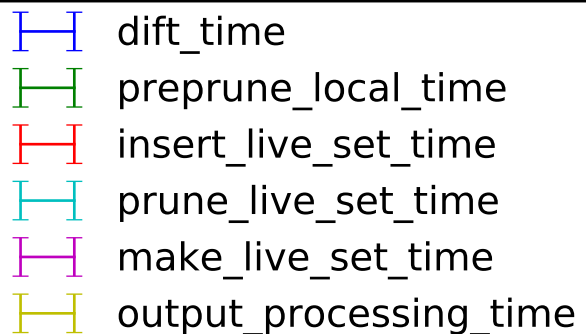 dift_time
preprune_local_time
insert_live_set_time
prune_live_set_time
make_live_set_time
output_processing_time